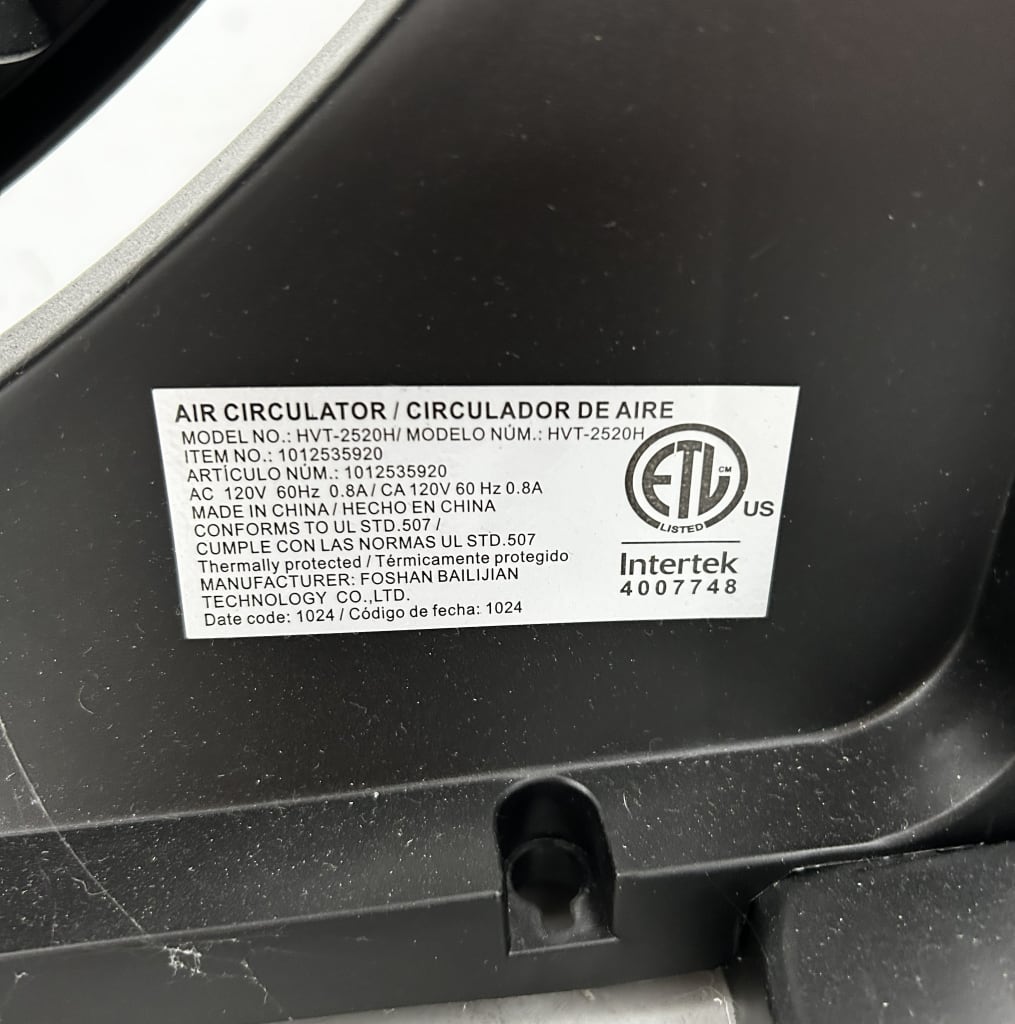 AIR CIRCULATOR / CIRCULADOR DE AIRE
MODEL NO.: HVT-2520H/ MODELO NÚM.: HVT-2520H
ITEM NO.: 1012535920
ARTÍCULO NÚM.: 1012535920
AC 120V 60Hz 0.8A / CA 120V 60 Hz 0.8A
MADE IN CHINA / HECHO EN CHINA
CONFORMS TO UL STD.507 /
CUMPLE CON LAS NORMAS UL STD.507
Thermally protected / Térmicamente protegido
MANUFACTURER: FOSHAN BAILIJIAN
TECHNOLOGY CO.,LTD.
Date code: 1024 / Código de fecha: 1024
ETL CM
LISTED
US
Intertek
4007748